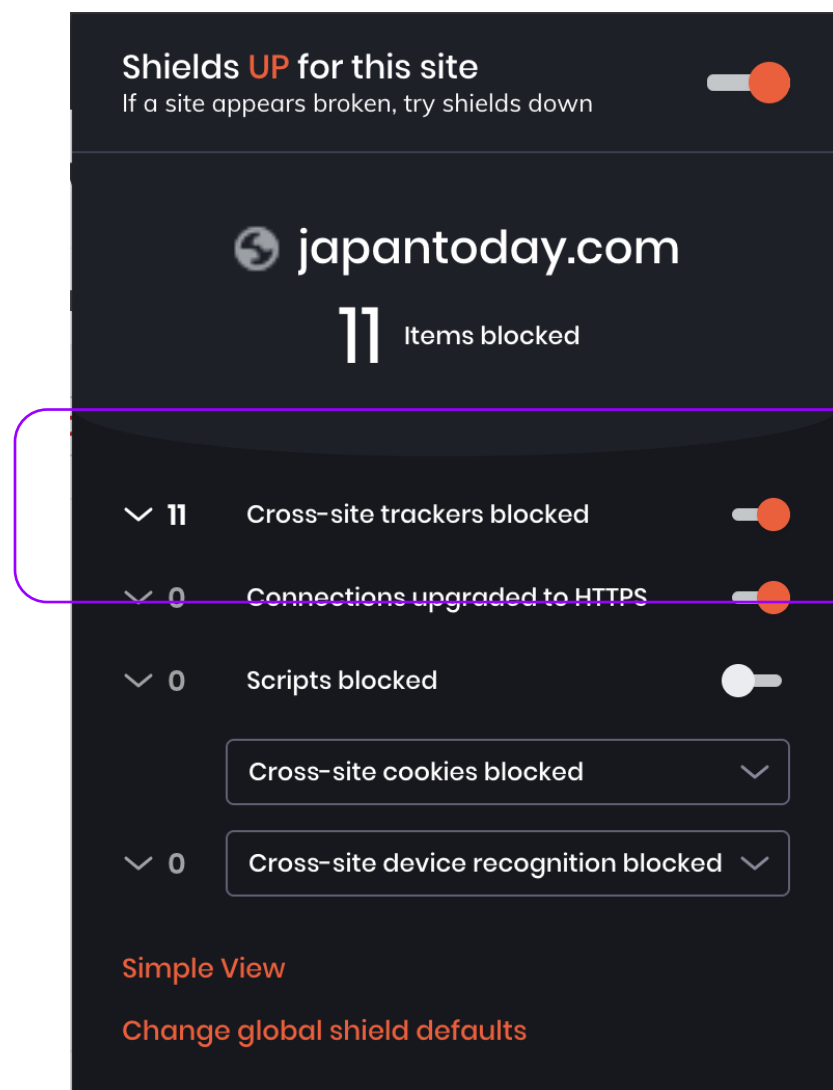 Shields UP for this site
If a site appears broken, try shields down
japantoday.com
11 Items blocked
11 Cross-site trackers blocked
0 Connections upgraded to HTTPS
0 Scripts blocked
Cross-site cookies blocked
0 Cross-site device recognition blocked
Simple View
Change global shield defaults